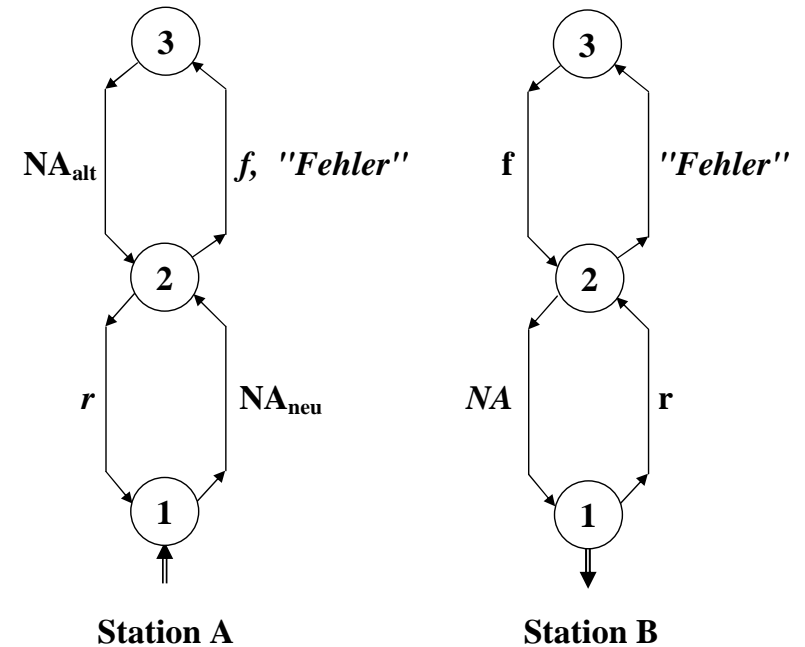 3 3
NAalt f, "Fehler" f "Fehler"
2 2
r NAneu NA r
1 1
Station A Station B